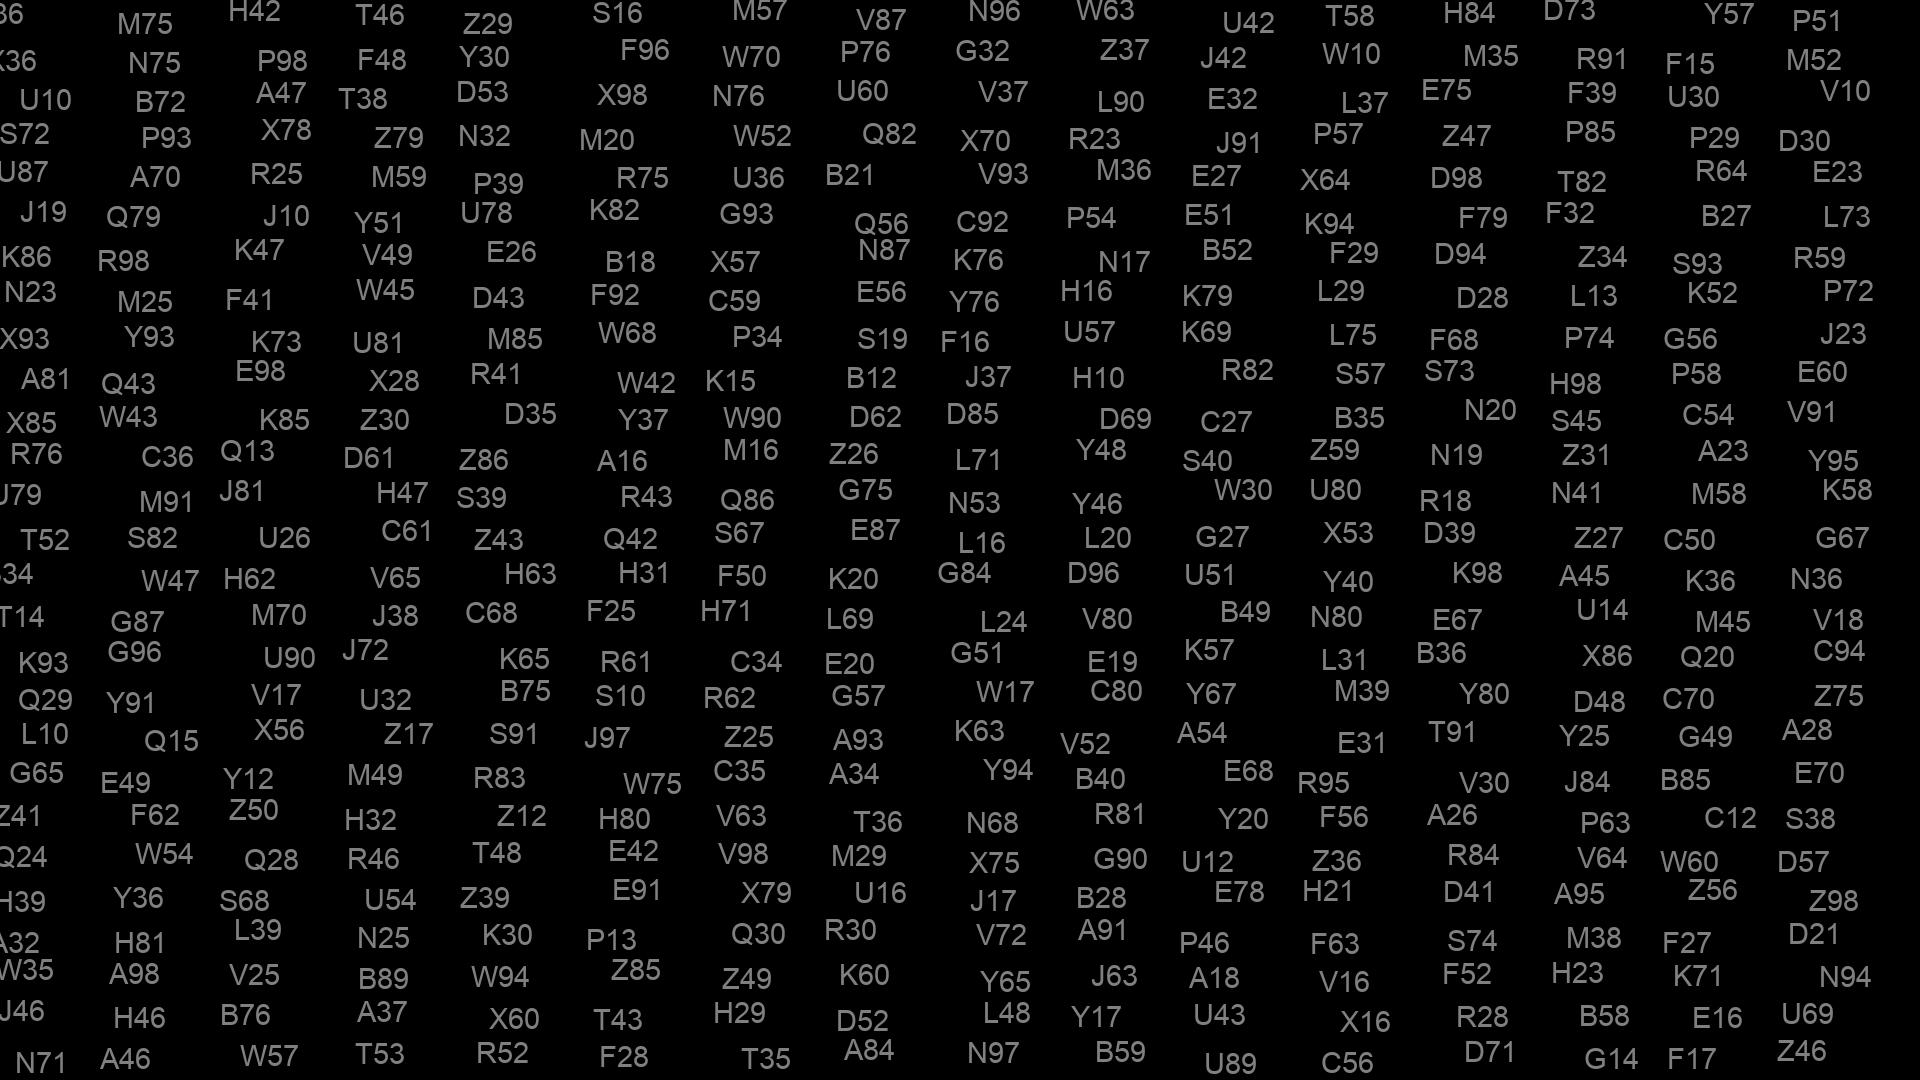 36 M75 H42 T46 Z29 S16 M57 V87 N96 W63 U42 T58 H84 D73 Y57 P51
X36 N75 P98 F48 Y30 F96 W70 P76 G32 Z37 J42 W10 M35 R91 F15 M52
U10 B72 A47 T38 D53 X98 N76 U60 V37 L90 E32 L37 E75 F39 U30 V10
S72 P93 X78 Z79 N32 M20 W52 Q82 X70 R23 J91 P57 Z47 P85 P29 D30
U87 A70 R25 M59 P39 R75 U36 B21 V93 M36 E27 X64 D98 T82 R64 E23
J19 Q79 J10 Y51 U78 K82 G93 Q56 C92 P54 E51 K94 F79 F32 B27 L73
K86 R98 K47 V49 E26 B18 X57 N87 K76 N17 B52 F29 D94 Z34 S93 R59
N23 M25 F41 W45 D43 F92 C59 E56 Y76 H16 K79 L29 D28 L13 K52 P72
X93 Y93 K73 U81 M85 W68 P34 S19 F16 U57 K69 L75 F68 P74 G56 J23
A81 Q43 E98 X28 R41 W42 K15 B12 J37 H10 R82 S57 S73 H98 P58 E60
X85 W43 K85 Z30 D35 Y37 W90 D62 D85 D69 C27 B35 N20 S45 C54 V91
R76 C36 Q13 D61 Z86 A16 M16 Z26 L71 Y48 S40 Z59 N19 Z31 A23 Y95
J79 M91 J81 H47 S39 R43 Q86 G75 N53 Y46 W30 U80 R18 N41 M58 K58
T52 S82 U26 C61 Z43 Q42 S67 E87 L16 L20 G27 X53 D39 Z27 C50 G67
34 W47 H62 V65 H63 H31 F50 K20 G84 D96 U51 Y40 K98 A45 K36 N36
T14 G87 M70 J38 C68 F25 H71 L69 L24 V80 B49 N80 E67 U14 M45 V18
K93 G96 U90 J72 K65 R61 C34 E20 G51 E19 K57 L31 B36 X86 Q20 C94
Q29 Y91 V17 U32 B75 S10 R62 G57 W17 C80 Y67 M39 Y80 D48 C70 Z75
L10 Q15 X56 Z17 S91 J97 Z25 A93 K63 V52 A54 E31 T91 Y25 G49 A28
G65 E49 Y12 M49 R83 W75 C35 A34 Y94 B40 E68 R95 V30 J84 B85 E70
Z41 F62 Z50 H32 Z12 H80 V63 T36 N68 R81 Y20 F56 A26 P63 C12 S38
Q24 W54 Q28 R46 T48 E42 V98 M29 X75 G90 U12 Z36 R84 V64 W60 D57
H39 Y36 S68 U54 Z39 E91 X79 U16 J17 B28 E78 H21 D41 A95 Z56 Z98
A32 H81 L39 N25 K30 P13 Q30 R30 V72 A91 P46 F63 S74 M38 F27 D21
W35 A98 V25 B89 W94 Z85 Z49 K60 Y65 J63 A18 V16 F52 H23 K71 N94
J46 H46 B76 A37 X60 T43 H29 D52 L48 Y17 U43 X16 R28 B58 E16 U69
N71 A46 W57 T53 R52 F28 T35 A84 N97 B59 U89 C56 D71 G14 F17 Z46